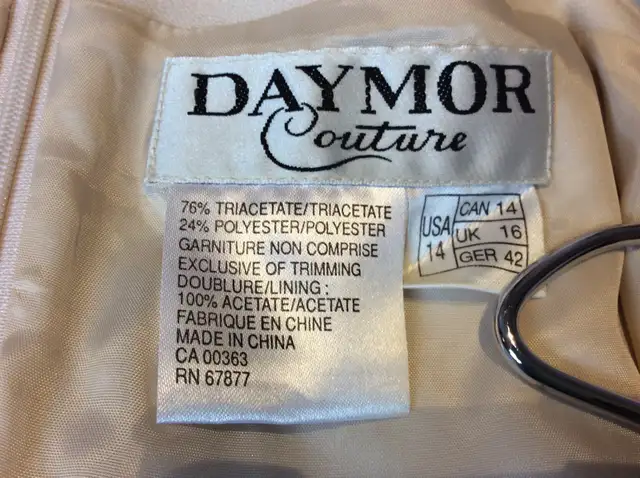 DAYMOR
Couture
76% TRIACETATE/TRIACETATE
24% POLYESTER/POLYESTER
GARNITURE NON COMPRISE
EXCLUSIVE OF TRIMMING
DOUBLURE/LINING :
100% ACETATE/ACETATE
FABRIQUE EN CHINE
MADE IN CHINA
CA 00363
RN 67877
USA
14
CAN 14
UK 16
GER 42